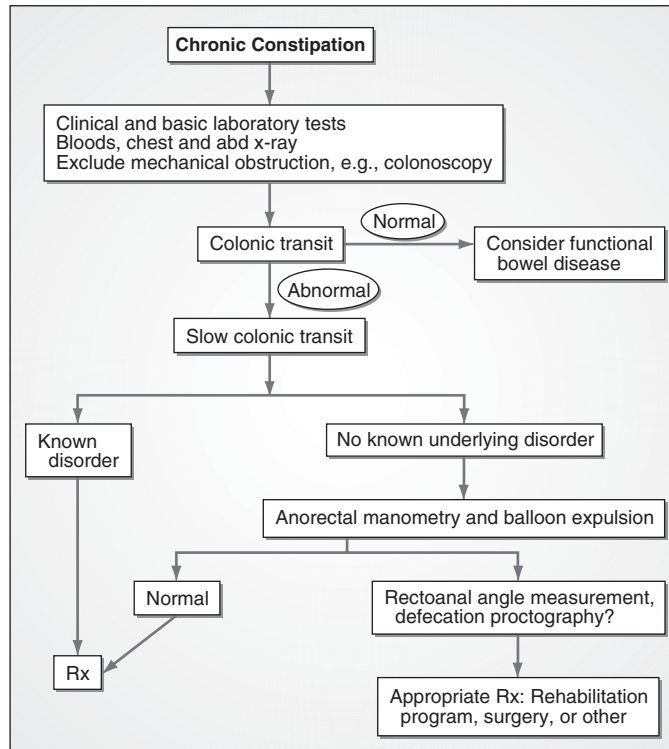 Chronic Constipation
Clinical and basic laboratory tests
Bloods, chest and abd x-ray
Exclude mechanical obstruction, e.g., colonoscopy
Colonic transit
Normal
Consider functional
bowel disease
Abnormal
Slow colonic transit
Known
disorder
No known underlying disorder
Anorectal manometry and balloon expulsion
Normal
Rectoanal angle measurement,
defecation proctography?
Rx
Appropriate Rx: Rehabilitation
program, surgery, or other